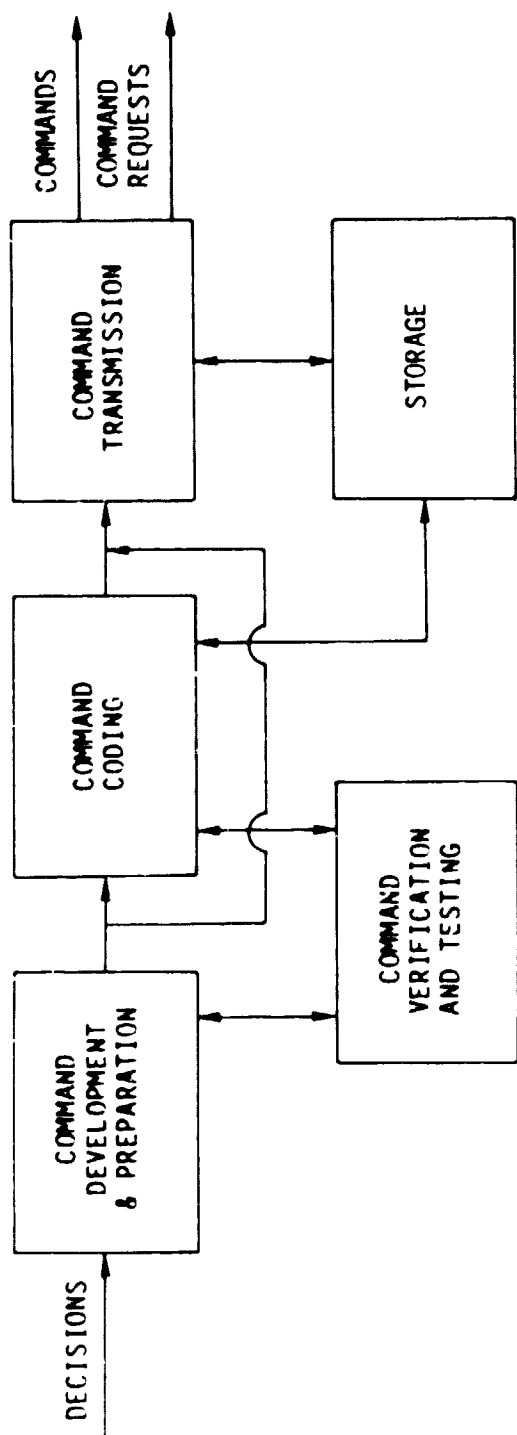 DECISIONS
COMMAND
DEVELOPMENT
& PREPARATION
COMMAND
CODING
COMMAND
TRANSMISSION
COMMANDS
COMMAND
REQUESTS
COMMAND
VERIFICATION
AND TESTING
STORAGE